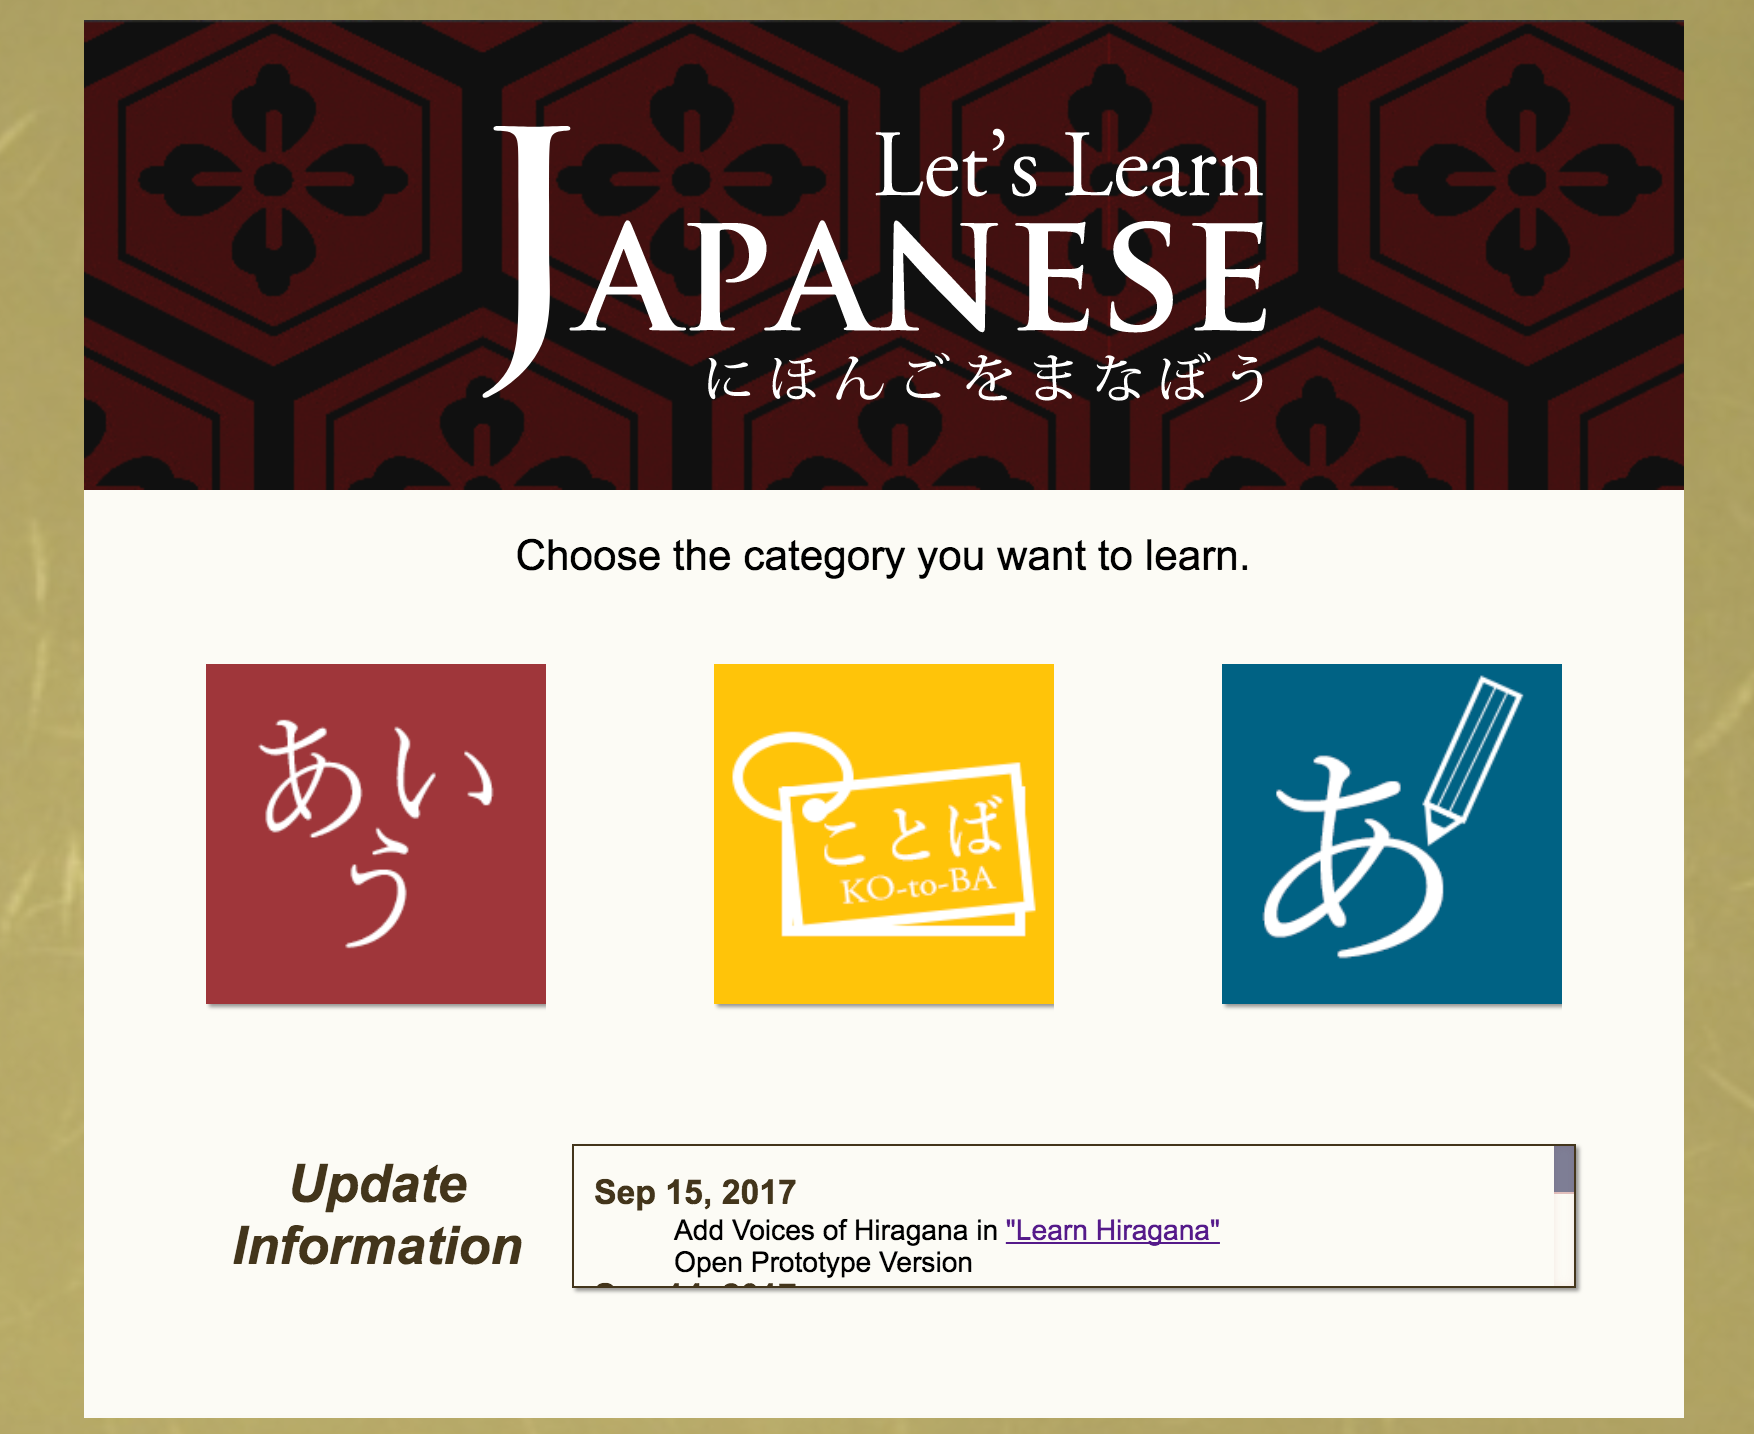 Let's Learn
JAPANESE
にほんごをまなぼう
Choose the category you want to learn.
あい
う
ことば
KO-to-BA
あ
Update
Information
Sep 15, 2017
Add Voices of Hiragana in "Learn Hiragana"
Open Prototype Version